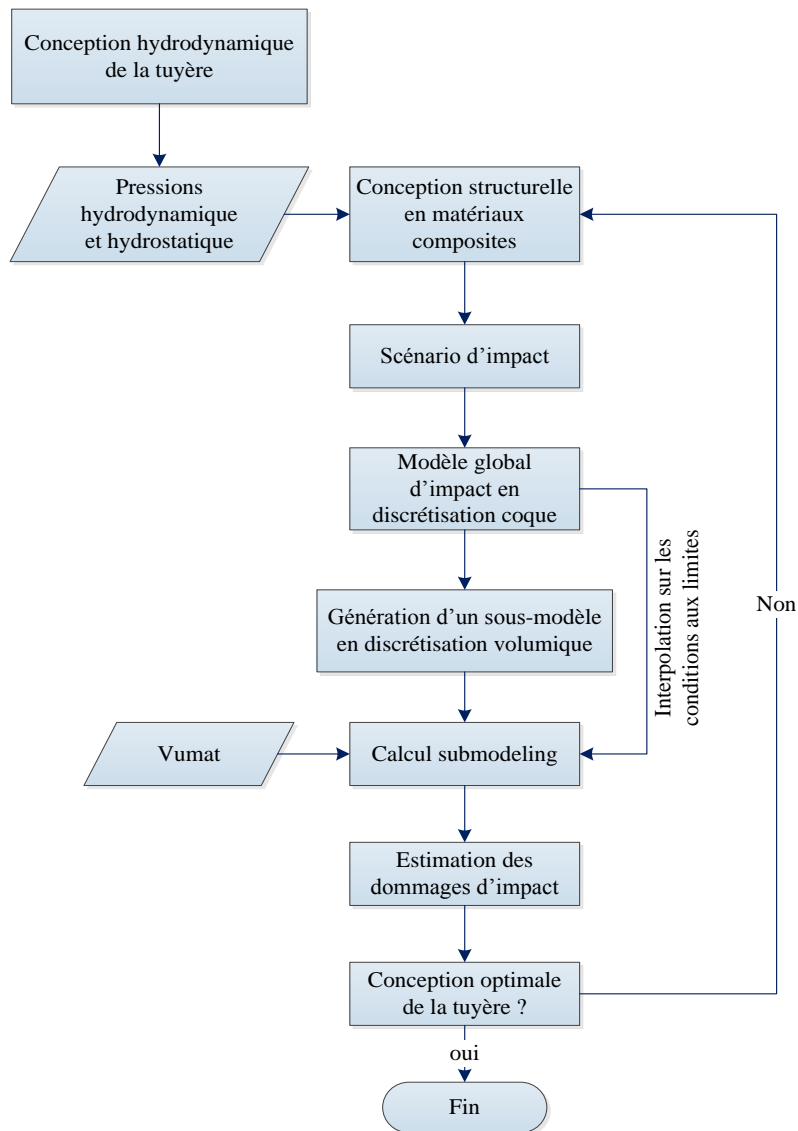 Conception hydrodynamique
de la tuyère
Pressions
hydrodynamique
et hydrostatique
Conception structurelle
en matériaux
composites
Scénario d'impact
Modèle global
d'impact en
discrétisation coque
Interpolation sur les
conditions aux limites
Non
Génération d'un sous-modèle
en discrétisation volumique
Vumat
Calcul submodeling
Estimation des
dommages d'impact
Conception optimale
de la tuyère ?
oui
Fin